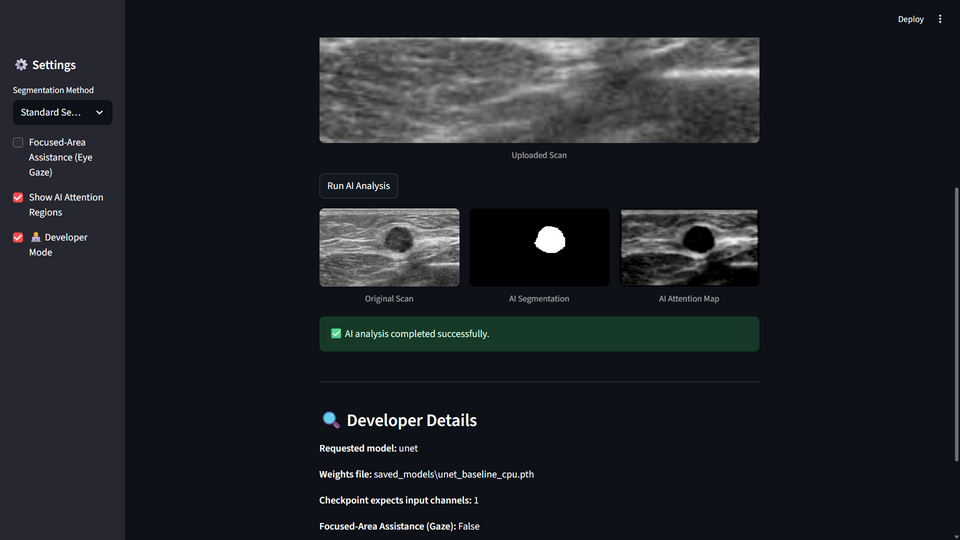 Deploy
Settings
Segmentation Method
Standard Se...
Focused-Area
Assistance (Eye
Gaze)
Show AI Attention
Regions
Developer
Mode
Uploaded Scan
Run AI Analysis
Original Scan
AI Segmentation
AI Attention Map
AI analysis completed successfully.
Developer Details
Requested model: unet
Weights file: saved_models\unet_baseline_cpu.pth
Checkpoint expects input channels: 1
Focused-Area Assistance (Gaze): False